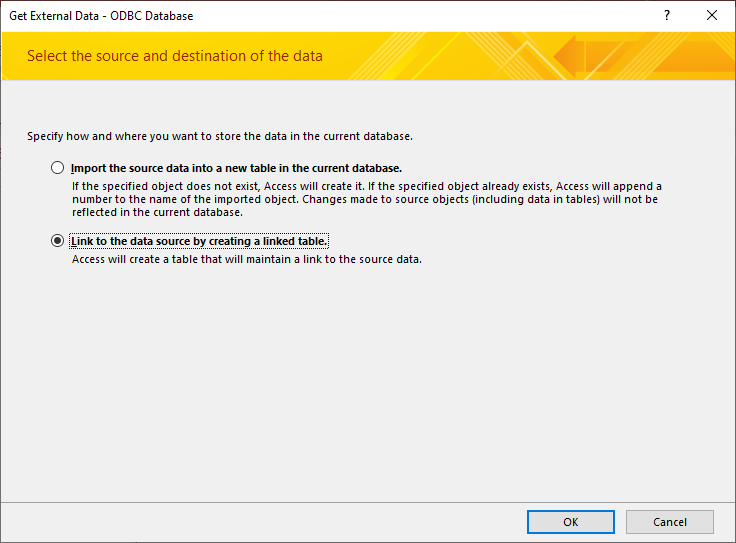 Get External Data - ODBC Database
?
Select the source and destination of the data
Specify how and where you want to store the data in the current database.
Import the source data into a new table in the current database.
If the specified object does not exist, Access will create it. If the specified object already exists, Access will append a
number to the name of the imported object. Changes made to source objects (including data in tables) will not be
reflected in the current database.
Link to the data source by creating a linked table.
Access will create a table that will maintain a link to the source data.
OK
Cancel